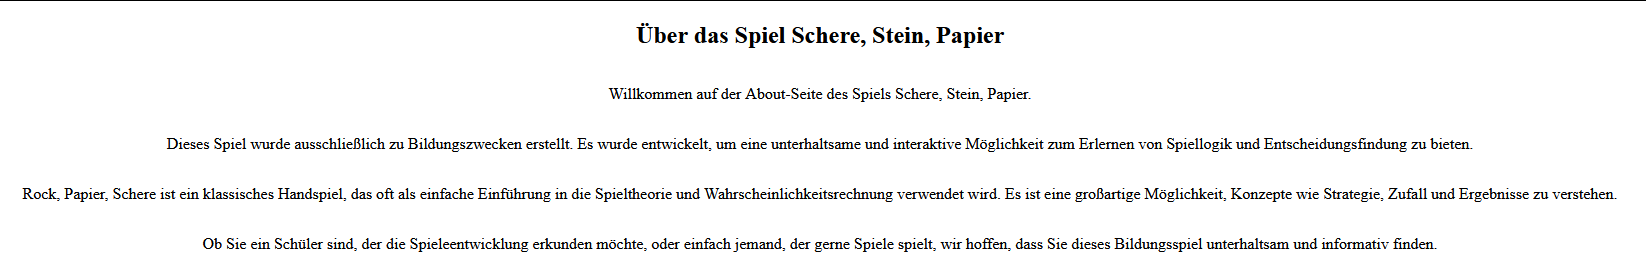 Über das Spiel Schere, Stein, Papier
Willkommen auf der About-Seite des Spiels Schere, Stein, Papier.
Dieses Spiel wurde ausschließlich zu Bildungszwecken erstellt. Es wurde entwickelt, um eine unterhaltsame und interaktive Möglichkeit zum Erlernen von Spiellogik und Entscheidungsfindung zu bieten.
Rock, Papier, Schere ist ein klassisches Handspiel, das oft als einfache Einführung in die Spieltheorie und Wahrscheinlichkeitsrechnung verwendet wird. Es ist eine großartige Möglichkeit, Konzepte wie Strategie, Zufall und Ergebnisse zu verstehen.
Ob Sie ein Schüler sind, der die Spieleentwicklung erkunden möchte, oder einfach jemand, der gerne Spiele spielt, wir hoffen, dass Sie dieses Bildungsspiel unterhaltsam und informativ finden.